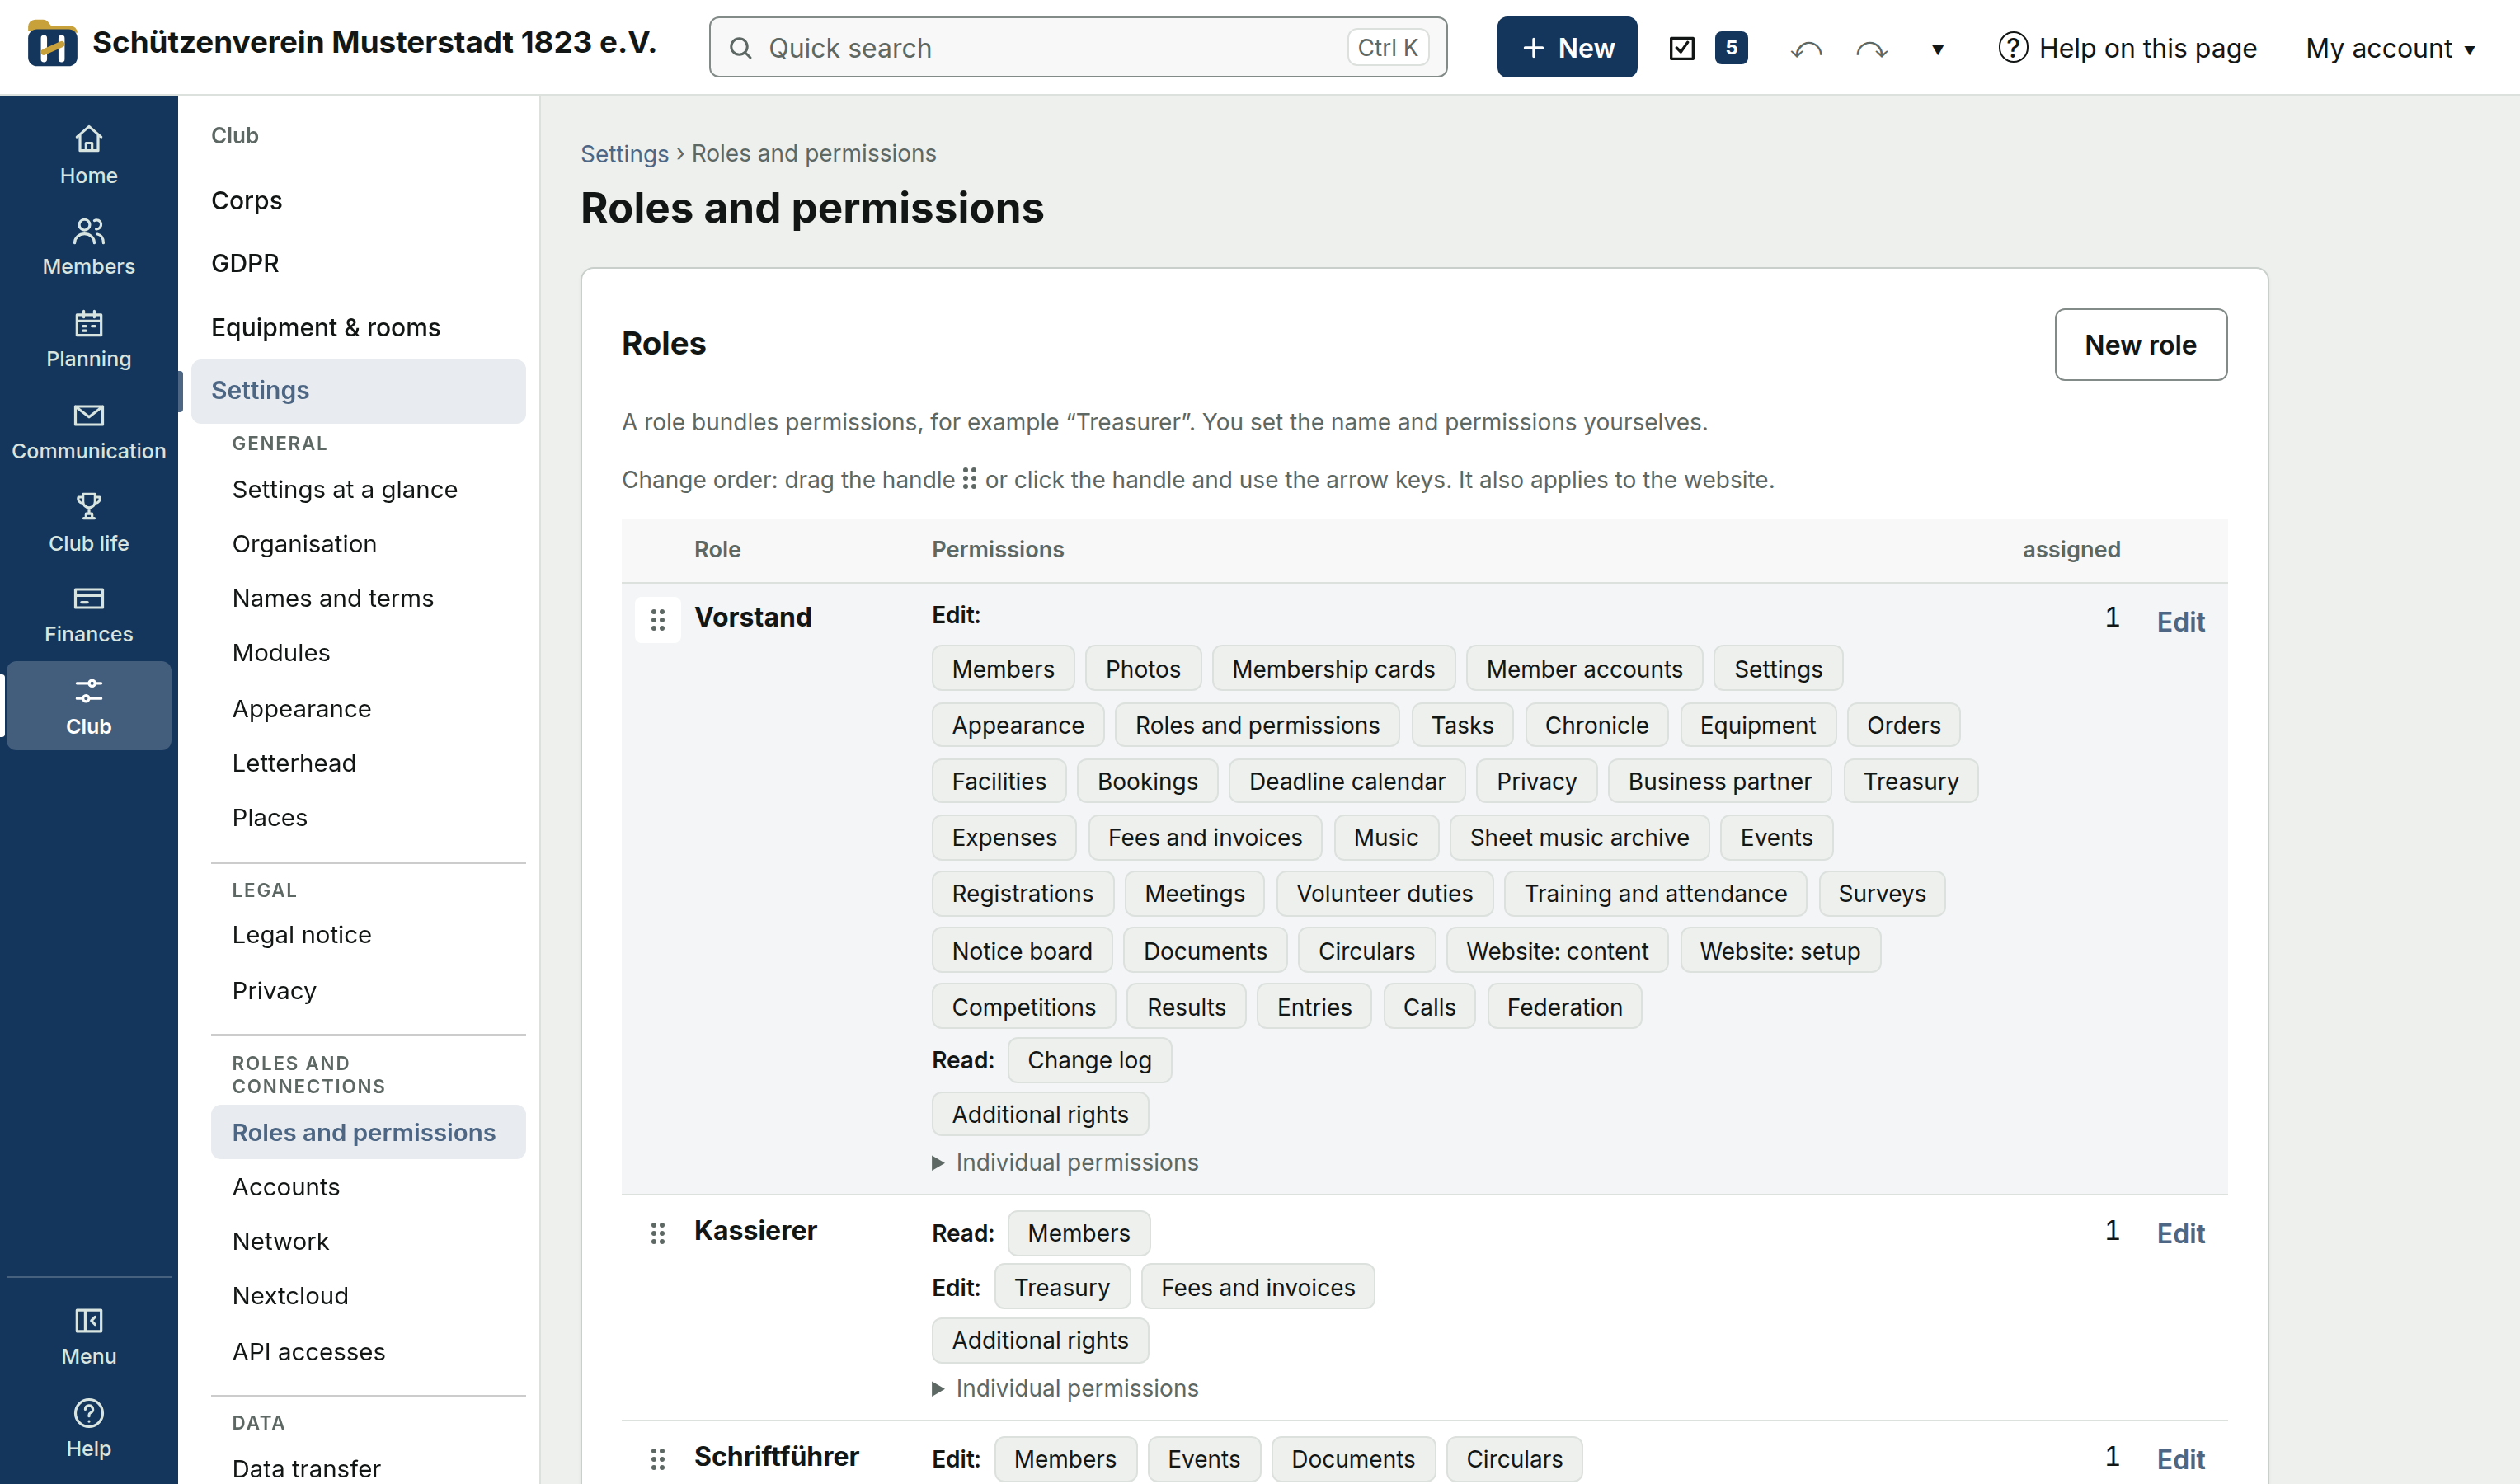 Schützenverein Musterstadt 1823 e.V.
Quick search
Ctrl K
+ New
5
Help on this page
My account
Home
Members
Planning
Communication
Club life
Finances
Club
Menu
Help
Club
Corps
GDPR
Equipment & rooms
Settings
GENERAL
Settings at a glance
Organisation
Names and terms
Modules
Appearance
Letterhead
Places
LEGAL
Legal notice
Privacy
ROLES AND
CONNECTIONS
Roles and permissions
Accounts
Network
Nextcloud
API accesses
DATA
Data transfer
Settings › Roles and permissions
Roles and permissions
Roles
New role
A role bundles permissions, for example “Treasurer”. You set the name and permissions yourselves.
Change order: drag the handle ⠿ or click the handle and use the arrow keys. It also applies to the website.
Role Permissions assigned
Vorstand Edit: 1 Edit
Members Photos Membership cards Member accounts Settings
Appearance Roles and permissions Tasks Chronicle Equipment Orders
Facilities Bookings Deadline calendar Privacy Business partner Treasury
Expenses Fees and invoices Music Sheet music archive Events
Registrations Meetings Volunteer duties Training and attendance Surveys
Notice board Documents Circulars Website: content Website: setup
Competitions Results Entries Calls Federation
Read: Change log
Additional rights
Individual permissions
Kassierer Read: Members 1 Edit
Edit: Treasury Fees and invoices
Additional rights
Individual permissions
Schriftführer Edit: Members Events Documents Circulars 1 Edit